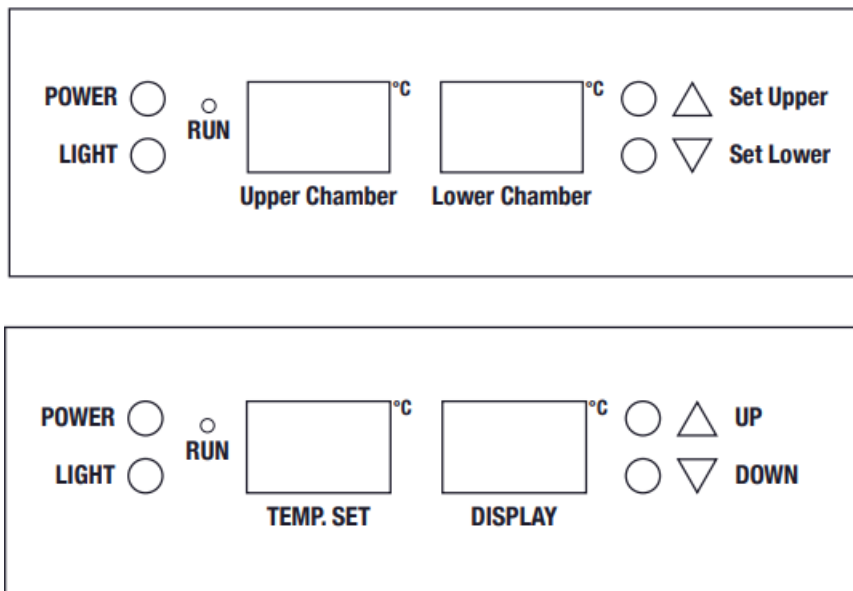 POWER
RUN
LIGHT
°C
°C
Set Upper
Set Lower
Upper Chamber
Lower Chamber
POWER
RUN
LIGHT
°C
°C
UP
DOWN
TEMP. SET
DISPLAY